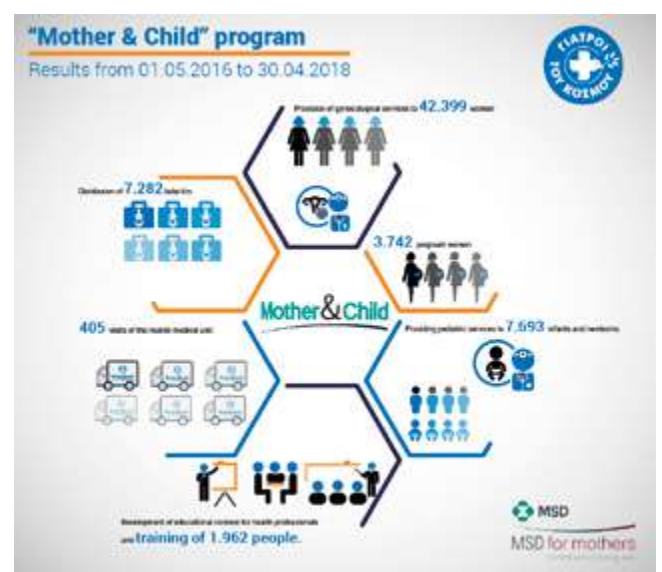 “Mother & Child” program
Results from 01.05.2016 to 30.04.2018
ΓΙΑΤΡΟΙ
ΤΟΥ ΚΟΣΜΟΥ
Provision of gynecological services to 42.399 women
Distribution of 7.282
3.742 pregnant women
Mother&Child
405 visits of the mobile medical unit
Providing pediatric services to 7.693 infants and newborns
Development of educational seminars for health professionals
and training of 1.962 people.
MSD
MSD for mothers